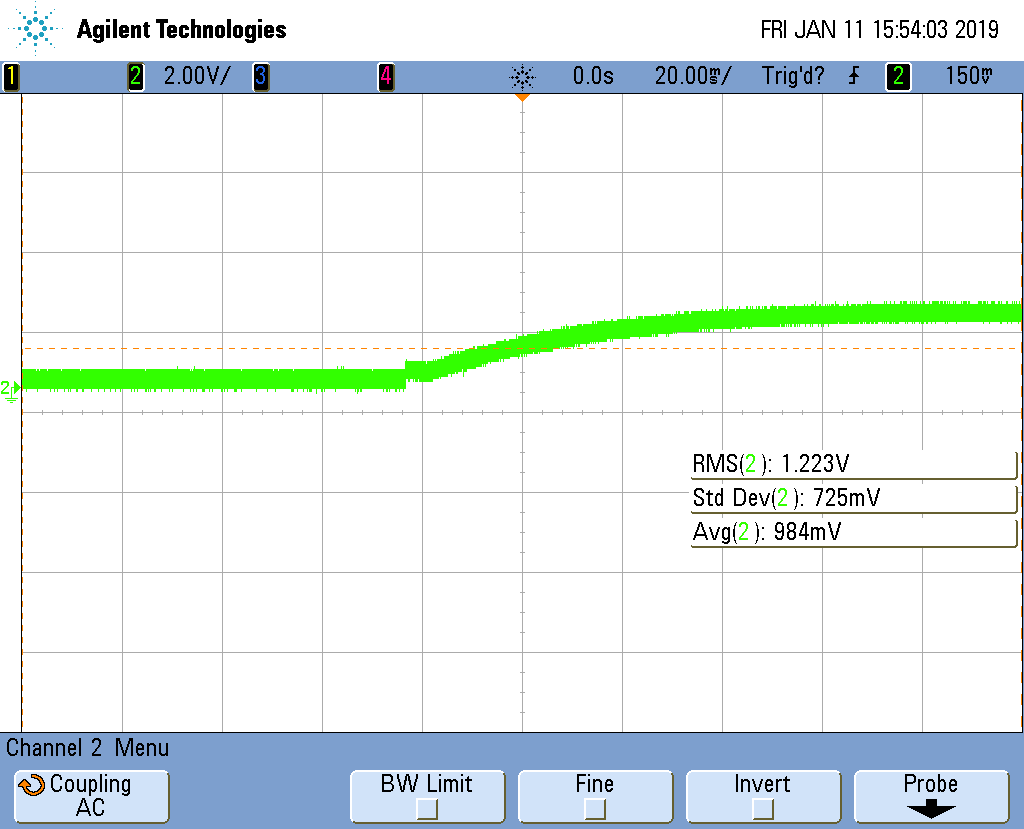 Agilent Technologies
FRI JAN 11 15:54:03 2019
1 2 2.00V/ 3 4 0.0s 20.00ms/ Trig'd? 2 150mV
2
RMS(2): 1.223V
Std Dev(2): 725mV
Avg(2): 984mV
Channel 2 Menu
Coupling
AC
BW Limit
Fine
Invert
Probe